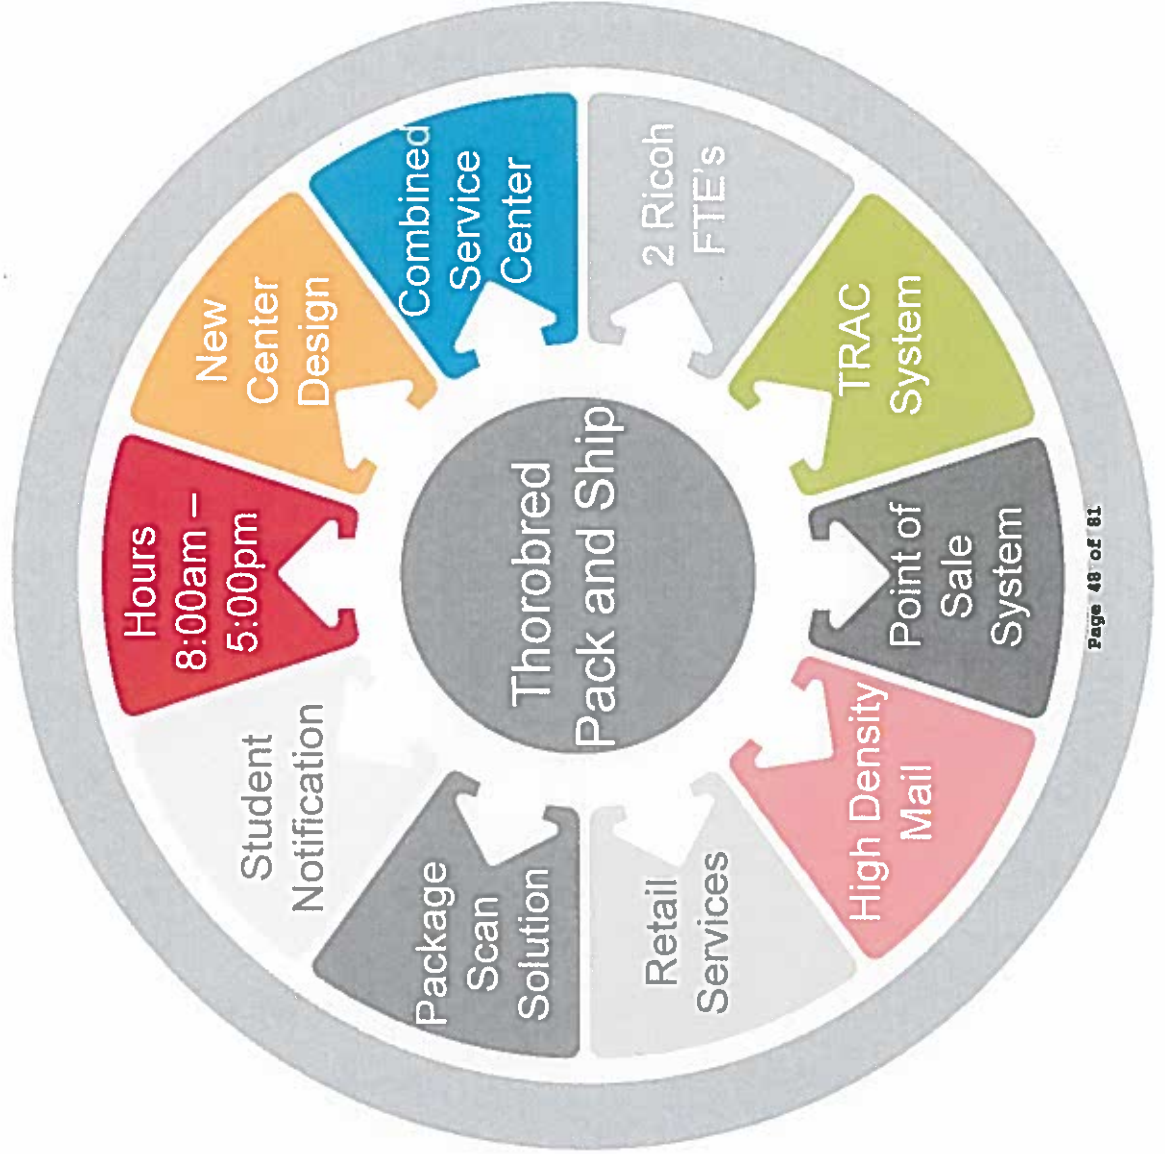 Hours
8:00am –
5:00pm
New
Center
Design
Combined
Service
Center
2 Ricoh
FTE's
TRAC
System
Point of
Sale
System
High Density
Mail
Retail
Services
Package
Scan
Solution
Student
Notification
Thorobred
Pack and Ship
Page 48 of 81